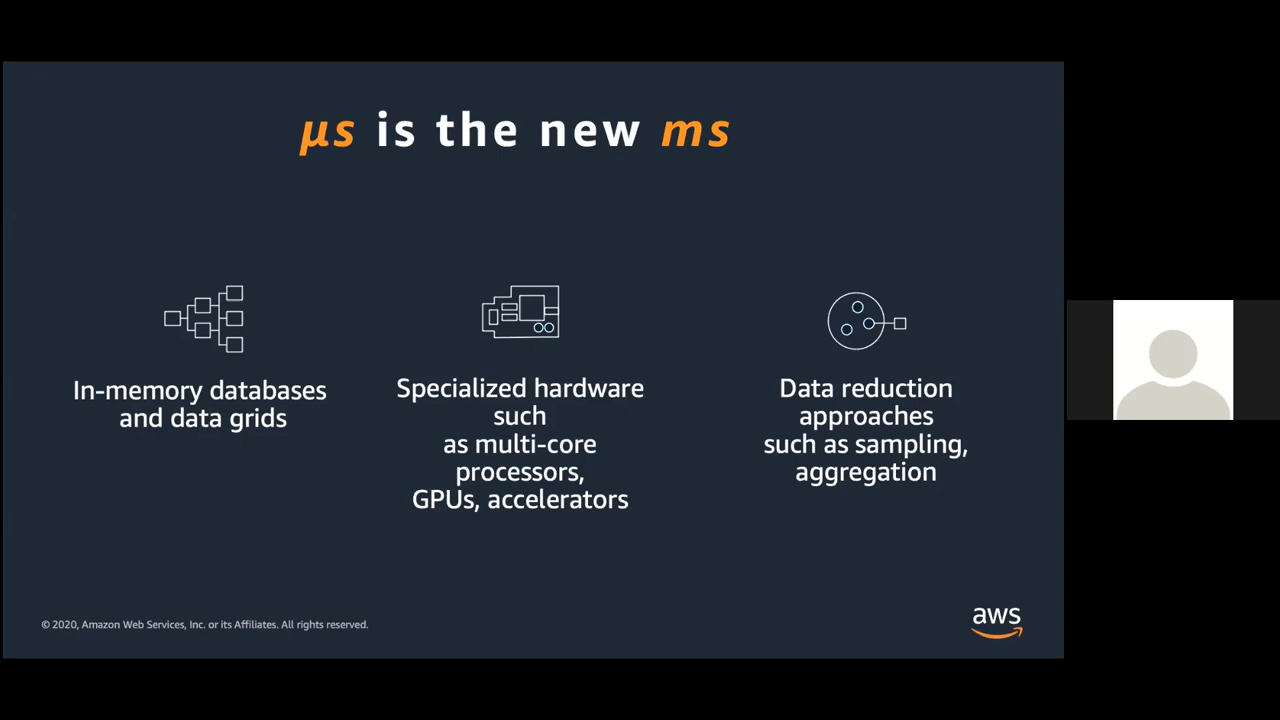 µs is the new ms
In-memory databases
and data grids
Specialized hardware
such
as multi-core
processors,
GPUs, accelerators
Data reduction
approaches
such as sampling,
aggregation
© 2020, Amazon Web Services, Inc. or its Affiliates. All rights reserved.
aws